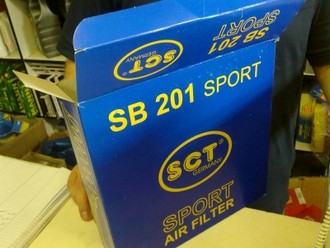 SCT
GERMANY
SPORT
SB 201
SB 201 SPORT
SCT
GERMANY
SPORT
AIR FILTER